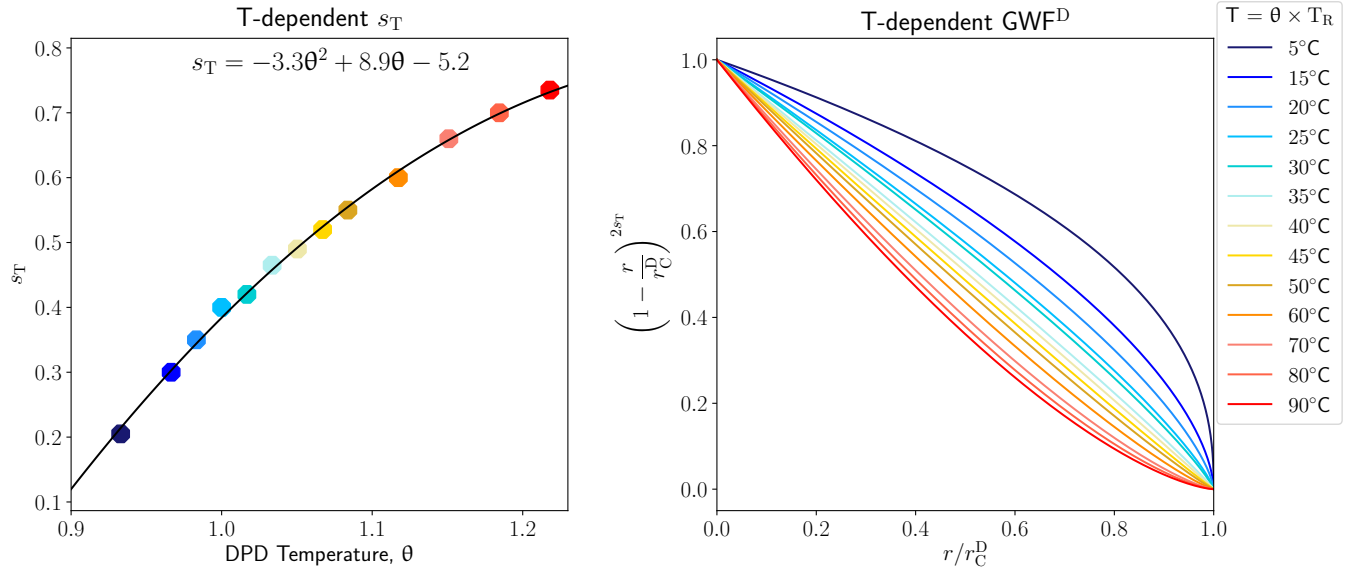 T-dependent s_T
s_T = −3.3θ² + 8.9θ − 5.2
0.8
0.7
0.6
0.5
0.4
0.3
0.2
0.1
s_T
0.9 1.0 1.1 1.2
DPD Temperature, θ
T-dependent GWF^D
1.0
0.8
0.6
0.4
0.2
0.0
(1 − r/r_C^D)^{2s_T}
0.0 0.2 0.4 0.6 0.8 1.0
r/r_C^D
T = θ × T_R
5°C
15°C
20°C
25°C
30°C
35°C
40°C
45°C
50°C
60°C
70°C
80°C
90°C